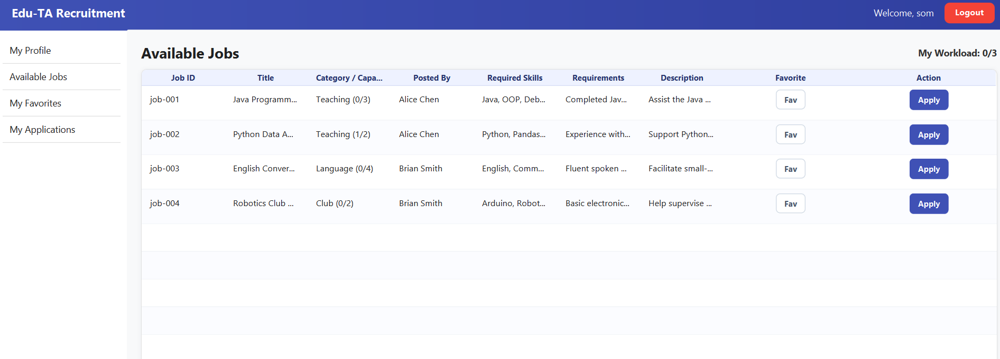 Edu-TA Recruitment
Welcome, som
Logout
My Profile
Available Jobs
My Favorites
My Applications
Available Jobs
My Workload: 0/3
Job ID Title Category / Capa... Posted By Required Skills Requirements Description Favorite Action
job-001 Java Programm... Teaching (0/3) Alice Chen Java, OOP, Deb... Completed Jav... Assist the Java ... Fav Apply
job-002 Python Data A... Teaching (1/2) Alice Chen Python, Pandas... Experience with... Support Python... Fav Apply
job-003 English Conver... Language (0/4) Brian Smith English, Comm... Fluent spoken ... Facilitate small-... Fav Apply
job-004 Robotics Club ... Club (0/2) Brian Smith Arduino, Robot... Basic electronic... Help supervise ... Fav Apply